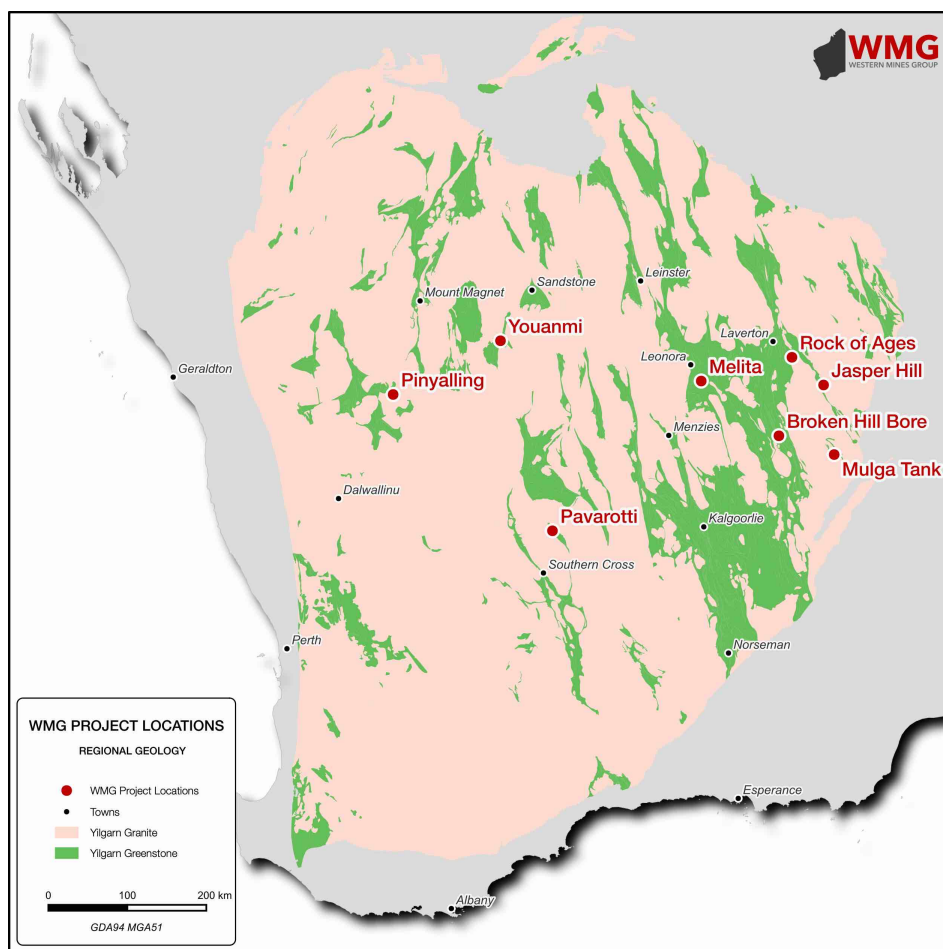 WMG
WESTERN MINES GROUP
Leinster
Sandstone
Mount Magnet
Youanmi
Laverton
Rock of Ages
Leonora
Melita
Jasper Hill
Geraldton
Pinyalling
Broken Hill Bore
Menzies
Mulga Tank
Dalwallinu
Pavarotti
Kalgoorlie
Southern Cross
Perth
Norseman
Esperance
Albany
WMG PROJECT LOCATIONS
REGIONAL GEOLOGY
WMG Project Locations
Towns
Yilgarn Granite
Yilgarn Greenstone
0 100 200 km
GDA94 MGA51